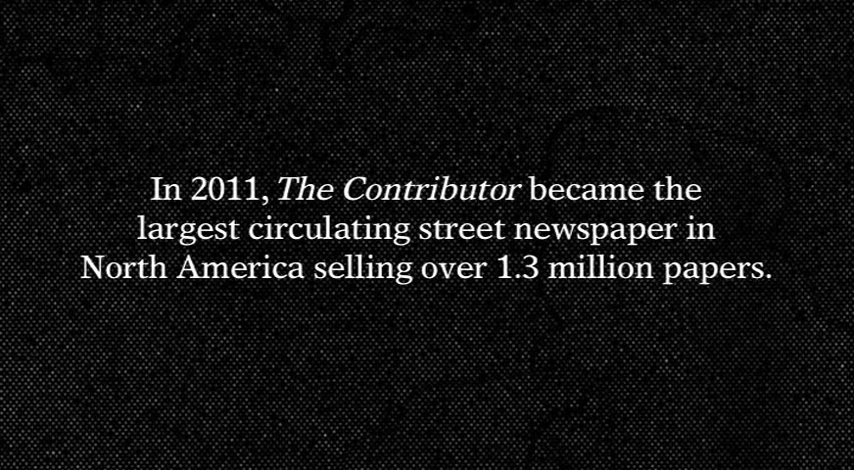 In 2011, The Contributor became the
largest circulating street newspaper in
North America selling over 1.3 million papers.